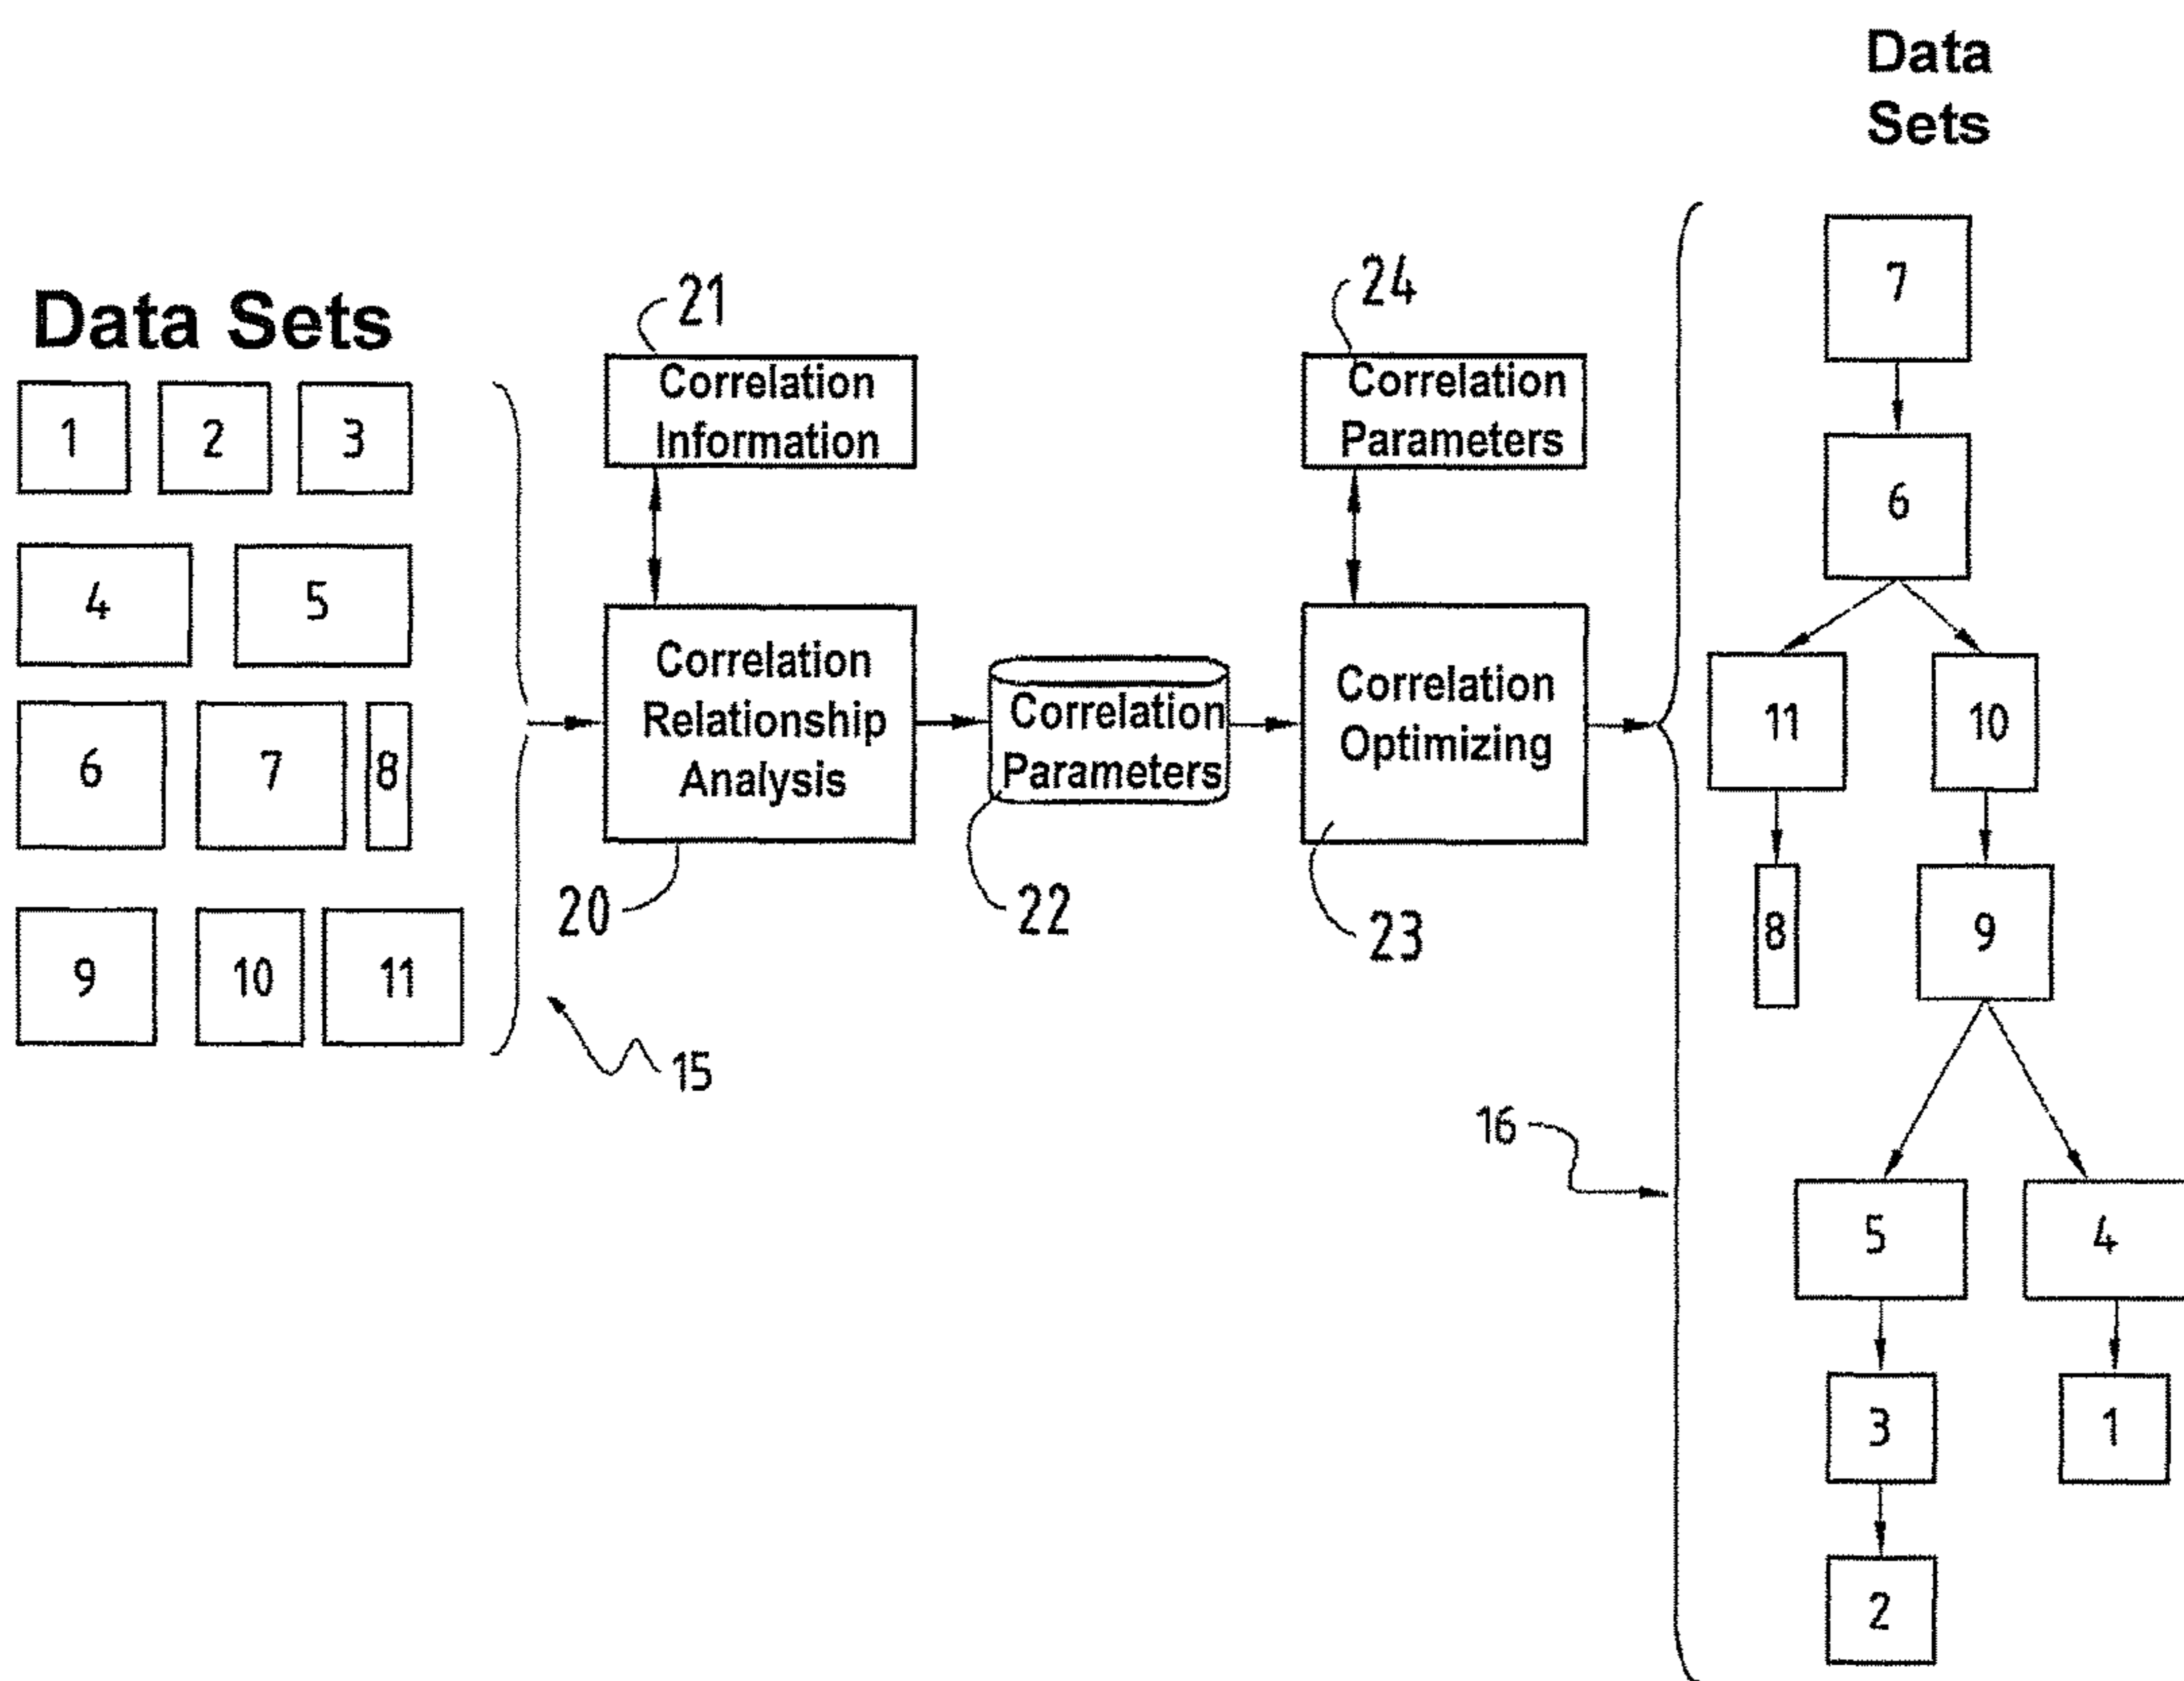 Data Sets
1 2 3
4 5
6 7 8
9 10 11
15
21
Correlation
Information
Correlation
Relationship
Analysis
20
Correlation
Parameters
22
24
Correlation
Parameters
Correlation
Optimizing
23
16
Data
Sets
7
6
11 10
8 9
5 4
3 1
2